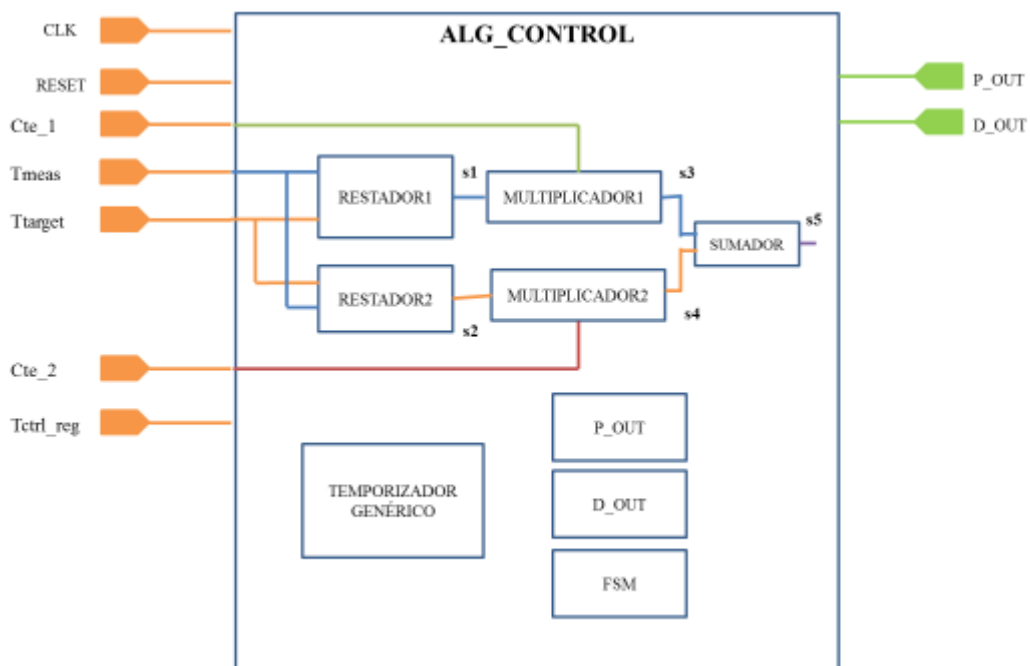 ALG_CONTROL
CLK
RESET
Cte_1
Tmeas
Ttarget
Cte_2
Tctrl_reg
P_OUT
D_OUT
RESTADOR1
s1
MULTIPLICADOR1
s3
SUMADOR
s5
RESTADOR2
s2
MULTIPLICADOR2
s4
TEMPORIZADOR
GENÉRICO
P_OUT
D_OUT
FSM